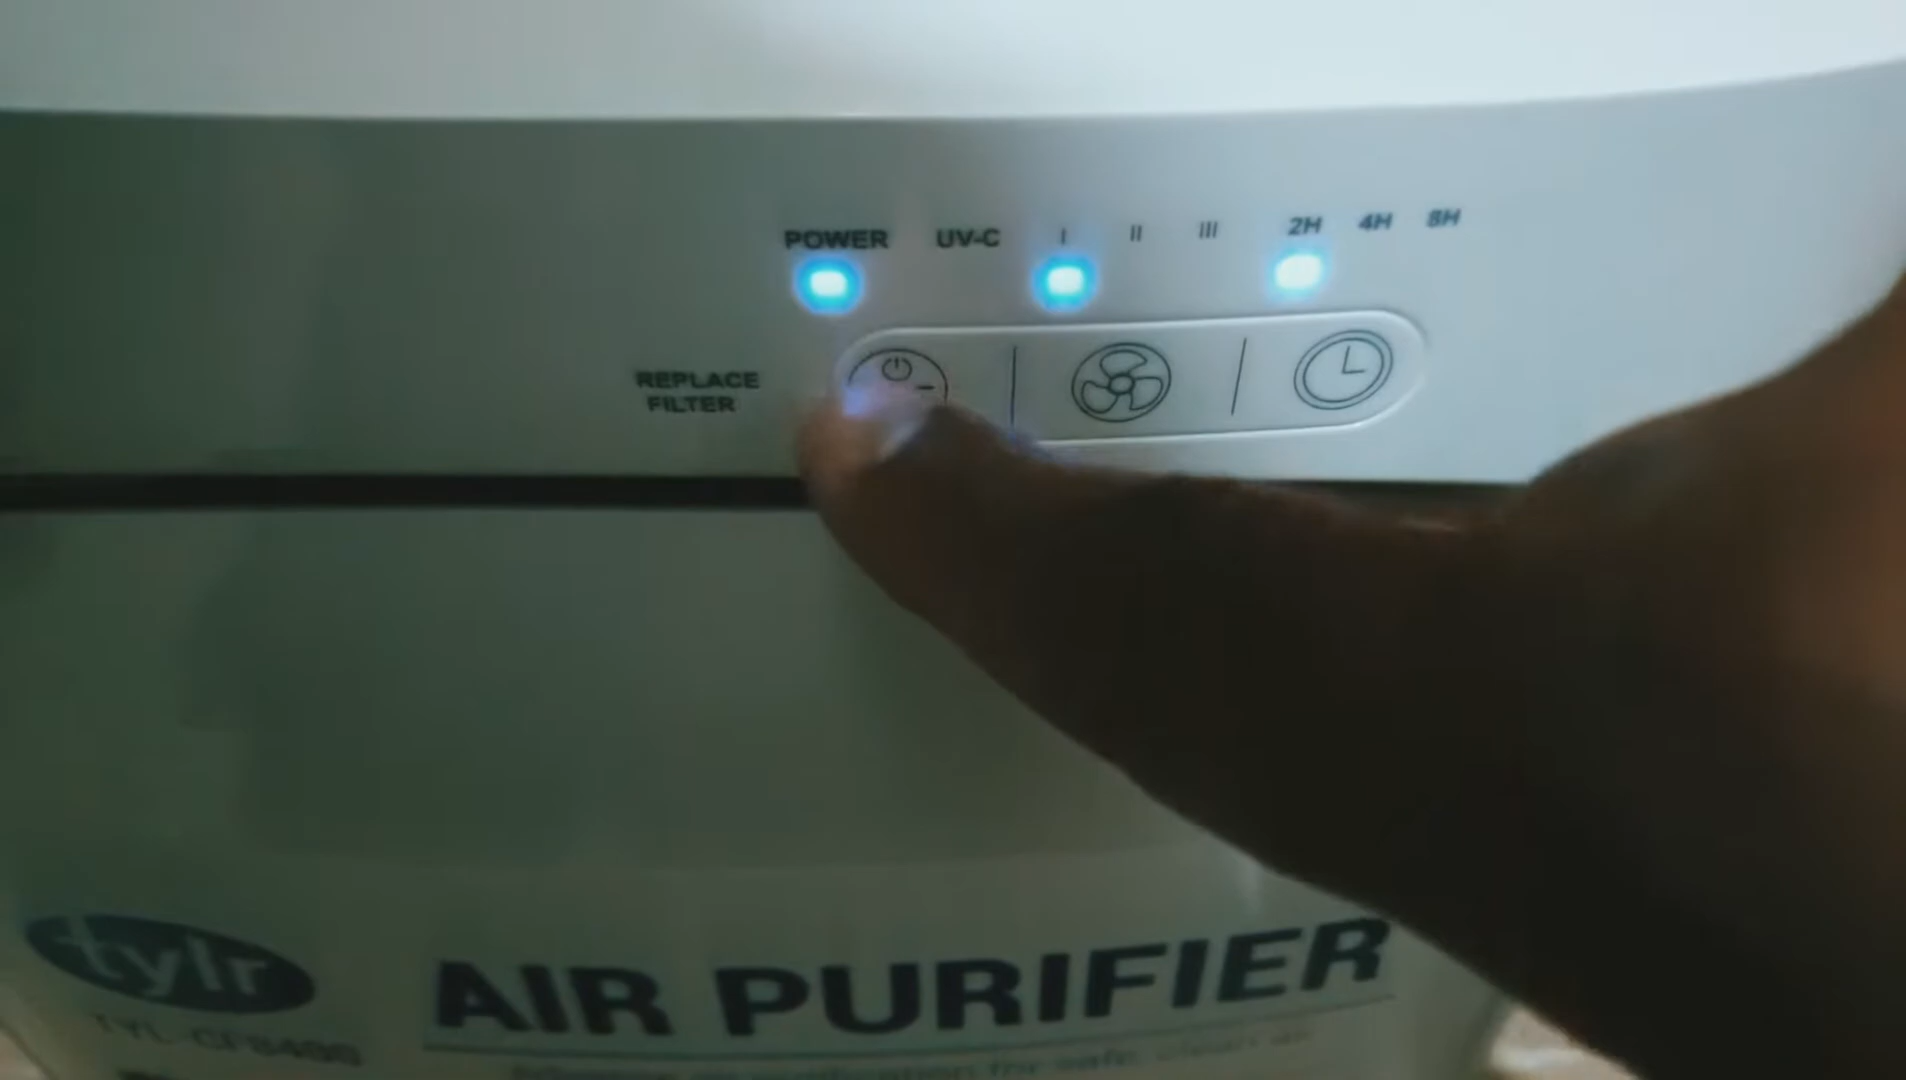 POWER UV-C I II III 2H 4H 8H
REPLACE
FILTER
tylr
AIR PURIFIER